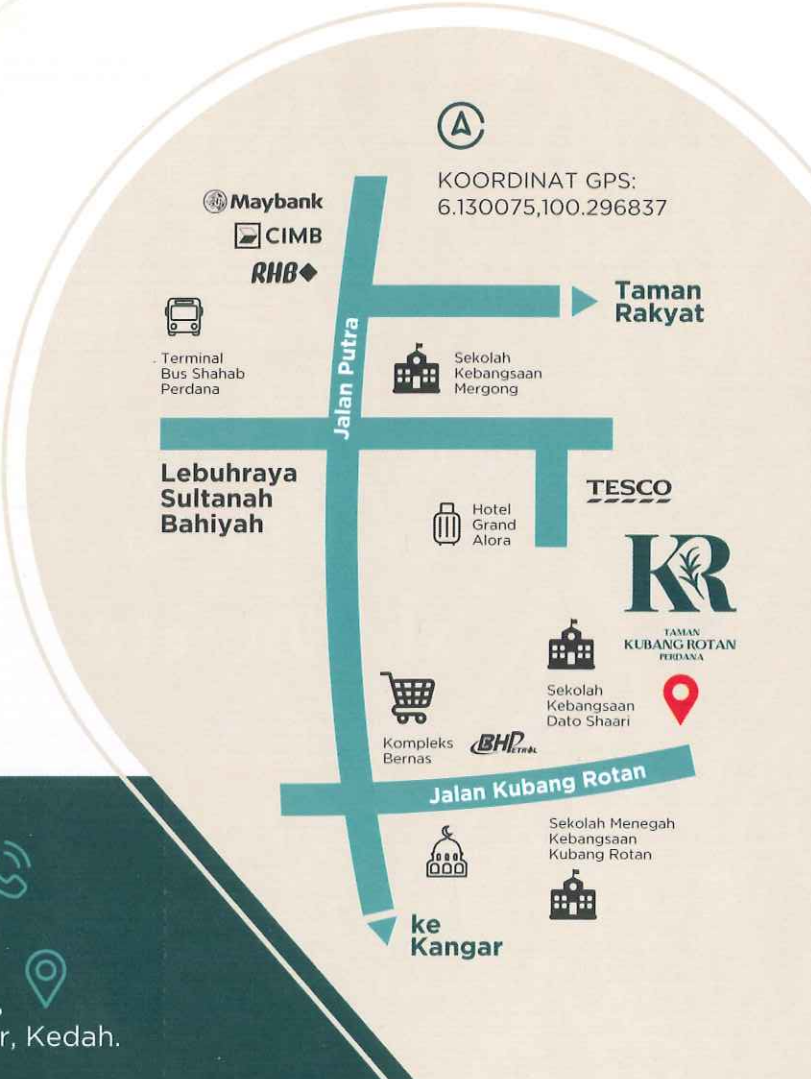 KOORDINAT GPS:
6.130075,100.296837
Maybank
CIMB
RHB
Taman
Rakyat
Terminal
Bus Shahab
Perdana
Jalan Putra
Sekolah
Kebangsaan
Mergong
Lebuhraya
Sultanah
Bahiyah
TESCO
Hotel
Grand
Alora
KR
TAMAN
KUBANG ROTAN
PERDANA
Sekolah
Kebangsaan
Dato Shaari
Kompleks
Bernas
BHPetrol
Jalan Kubang Rotan
Sekolah Menegah
Kebangsaan
Kubang Rotan
ke
Kangar
r, Kedah.